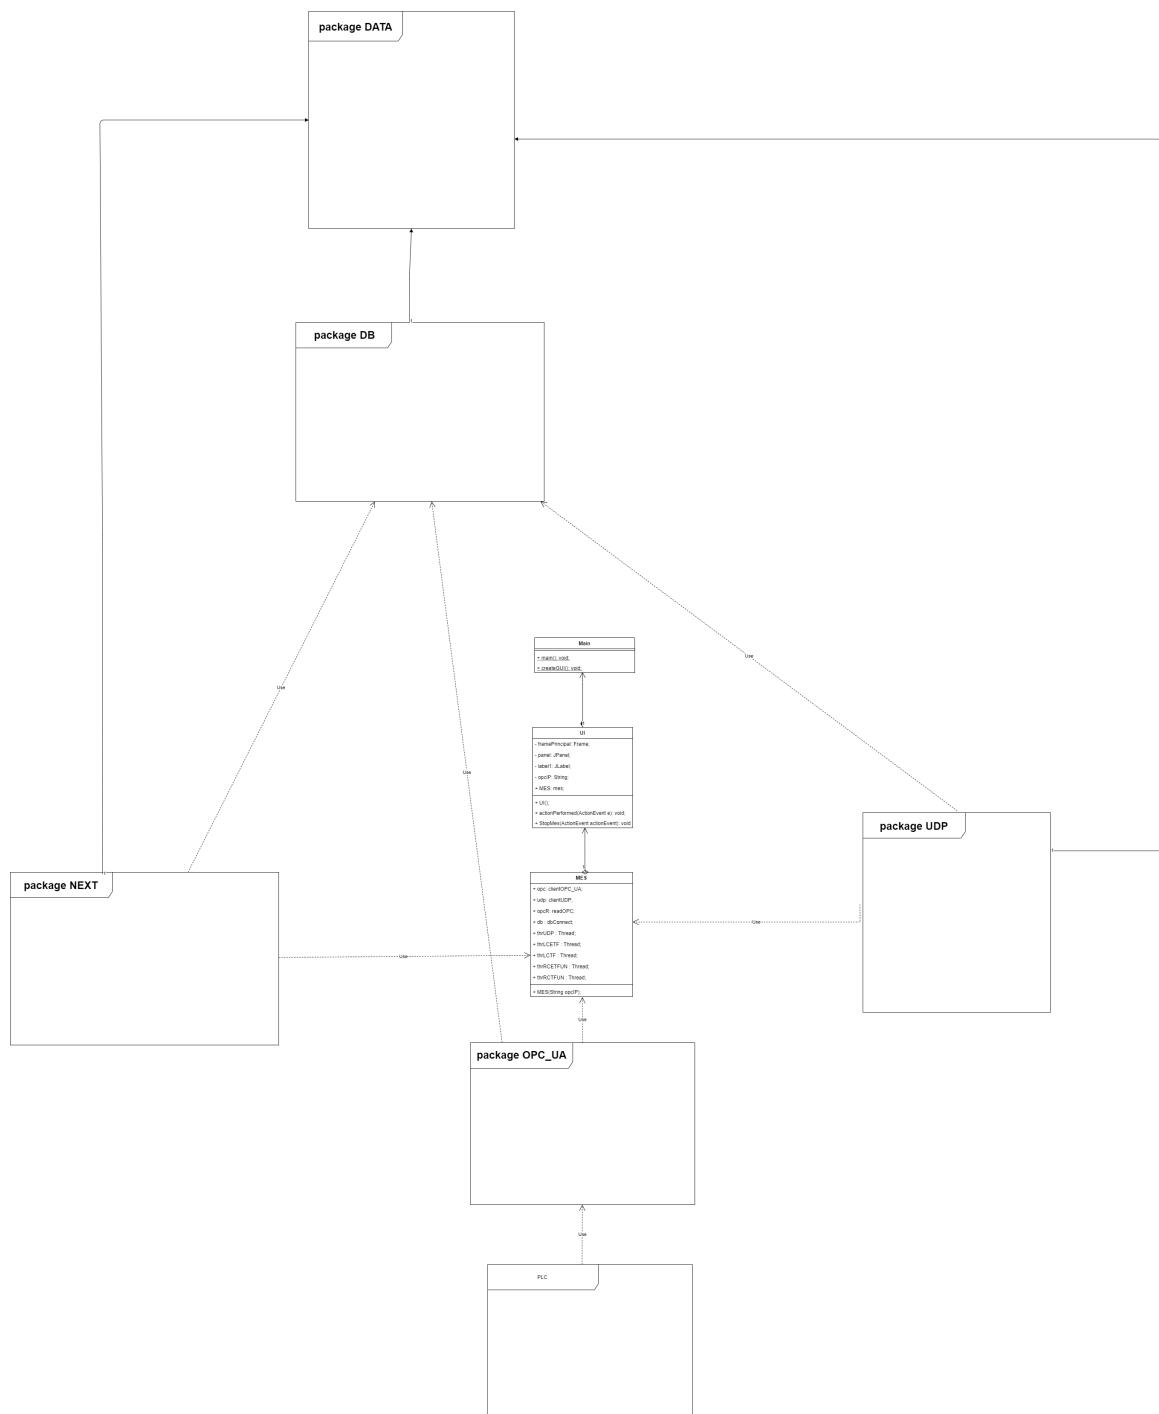 package DATA
1
package DB
Use
Use
Use
Main
+ main(): void;
+ createGUI(): void;
UI
- framePrincipal: Frame;
- panel: JPanel;
- label1: JLabel;
- opcIP: String;
+ MES: mes;
+ UI();
+ actionPerformed(ActionEvent e): void;
+ StopMes(ActionEvent actionEvent): void
package UDP
1
1
package NEXT
MES
+ opc: clientOPC_UA;
+ udp: clientUDP;
+ opcR: readOPC;
+ db : dbConnect;
+ thrUDP : Thread;
+ thrLCETF : Thread;
+ thrLCTF : Thread;
+ thrRCETFUN : Thread;
+ thrRCTFUN : Thread;
+ MES(String opcIP);
Use
Use
Use
package OPC_UA
Use
PLC